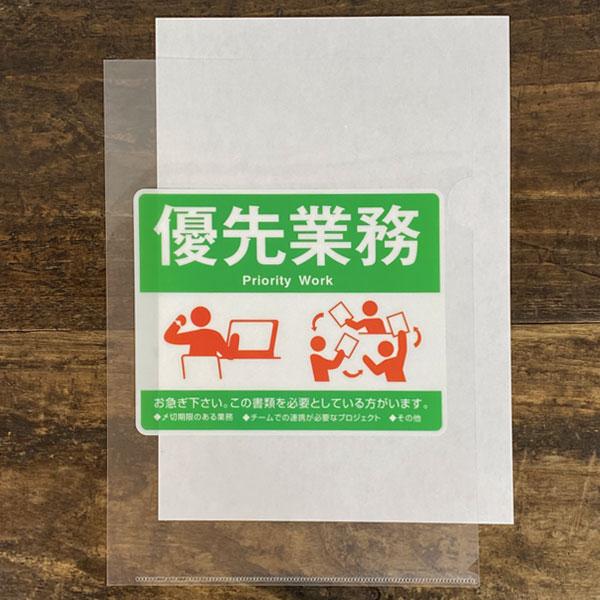 優先業務
Priority Work
お急ぎ下さい。この書類を必要としている方がいます。
◆〆切期限のある業務 ◆チームでの連携が必要なプロジェクト ◆その他